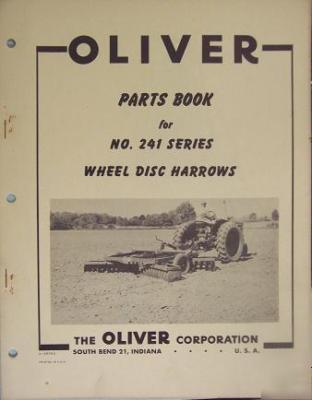 OLIVER
PARTS BOOK
for
NO. 241 SERIES
WHEEL DISC HARROWS
THE OLIVER CORPORATION
SOUTH BEND 21, INDIANA . . . . U. S. A.